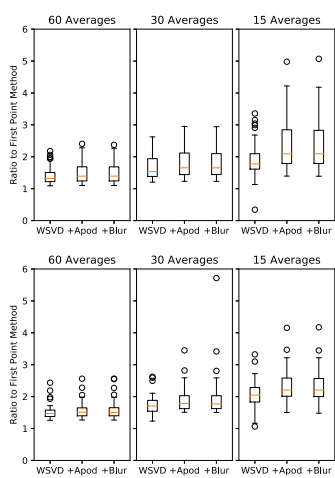 60 Averages 30 Averages 15 Averages
Ratio to First Point Method
6
5
4
3
2
1
0
WSVD +Apod +Blur WSVD +Apod +Blur WSVD +Apod +Blur
60 Averages 30 Averages 15 Averages
Ratio to First Point Method
6
5
4
3
2
1
0
WSVD +Apod +Blur WSVD +Apod +Blur WSVD +Apod +Blur